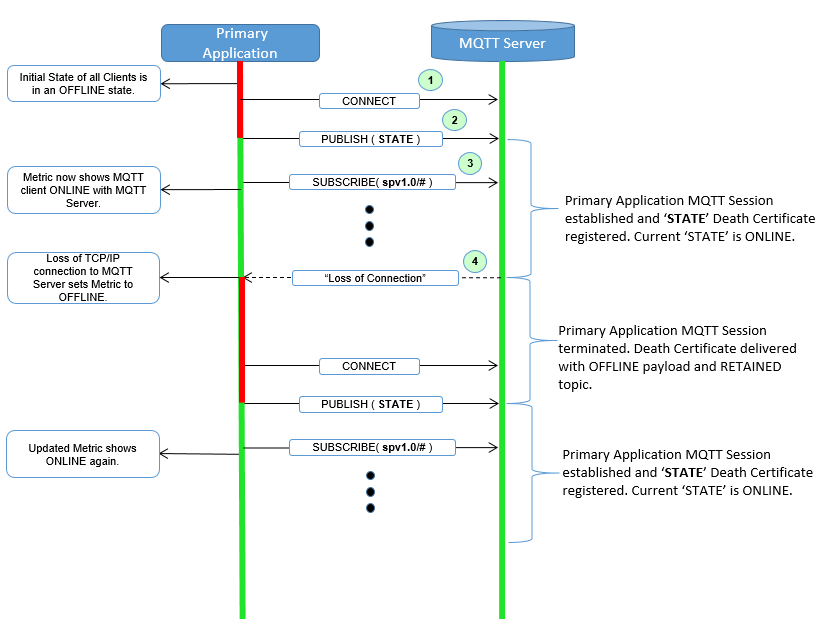 Primary
Application
MQTT Server
Initial State of all Clients is
in an OFFLINE state.
1
CONNECT
2
PUBLISH ( STATE )
3
Metric now shows MQTT
client ONLINE with MQTT
Server.
SUBSCRIBE( spv1.0/# )
Primary Application MQTT Session
established and ‘STATE’ Death Certificate
registered. Current ‘STATE’ is ONLINE.
Loss of TCP/IP
connection to MQTT
Server sets Metric to
OFFLINE.
4
“Loss of Connection”
Primary Application MQTT Session
terminated. Death Certificate delivered
with OFFLINE payload and RETAINED
topic.
CONNECT
PUBLISH ( STATE )
Updated Metric shows
ONLINE again.
SUBSCRIBE( spv1.0/# )
Primary Application MQTT Session
established and ‘STATE’ Death Certificate
registered. Current ‘STATE’ is ONLINE.